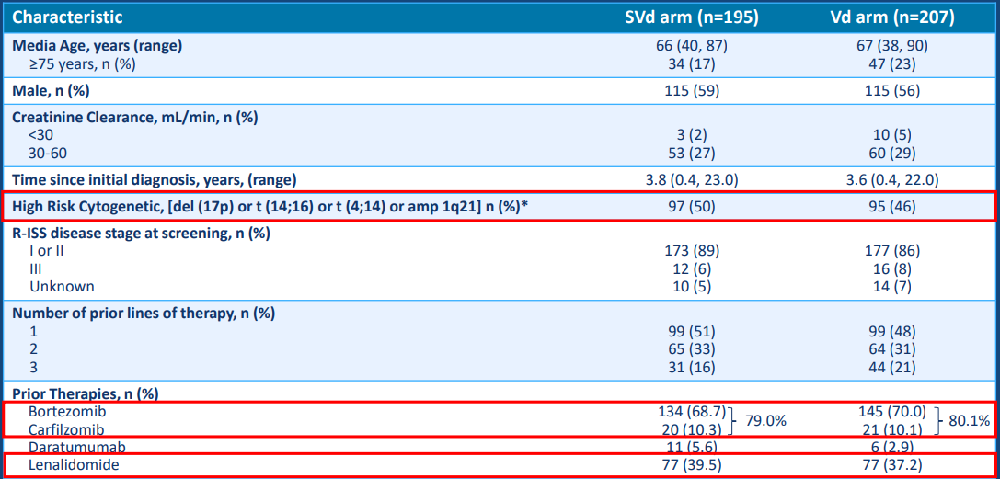 Characteristic SVd arm (n=195) Vd arm (n=207)
Media Age, years (range) 66 (40, 87) 67 (38, 90)
≥75 years, n (%) 34 (17) 47 (23)
Male, n (%) 115 (59) 115 (56)
Creatinine Clearance, mL/min, n (%)
<30 3 (2) 10 (5)
30-60 53 (27) 60 (29)
Time since initial diagnosis, years, (range) 3.8 (0.4, 23.0) 3.6 (0.4, 22.0)
High Risk Cytogenetic, [del (17p) or t (14;16) or t (4;14) or amp 1q21] n (%)* 97 (50) 95 (46)
R-ISS disease stage at screening, n (%)
I or II 173 (89) 177 (86)
III 12 (6) 16 (8)
Unknown 10 (5) 14 (7)
Number of prior lines of therapy, n (%)
1 99 (51) 99 (48)
2 65 (33) 64 (31)
3 31 (16) 44 (21)
Prior Therapies, n (%)
Bortezomib 134 (68.7) 145 (70.0)
79.0% 80.1%
Carfilzomib 20 (10.3) 21 (10.1)
Daratumumab 11 (5.6) 6 (2.9)
Lenalidomide 77 (39.5) 77 (37.2)